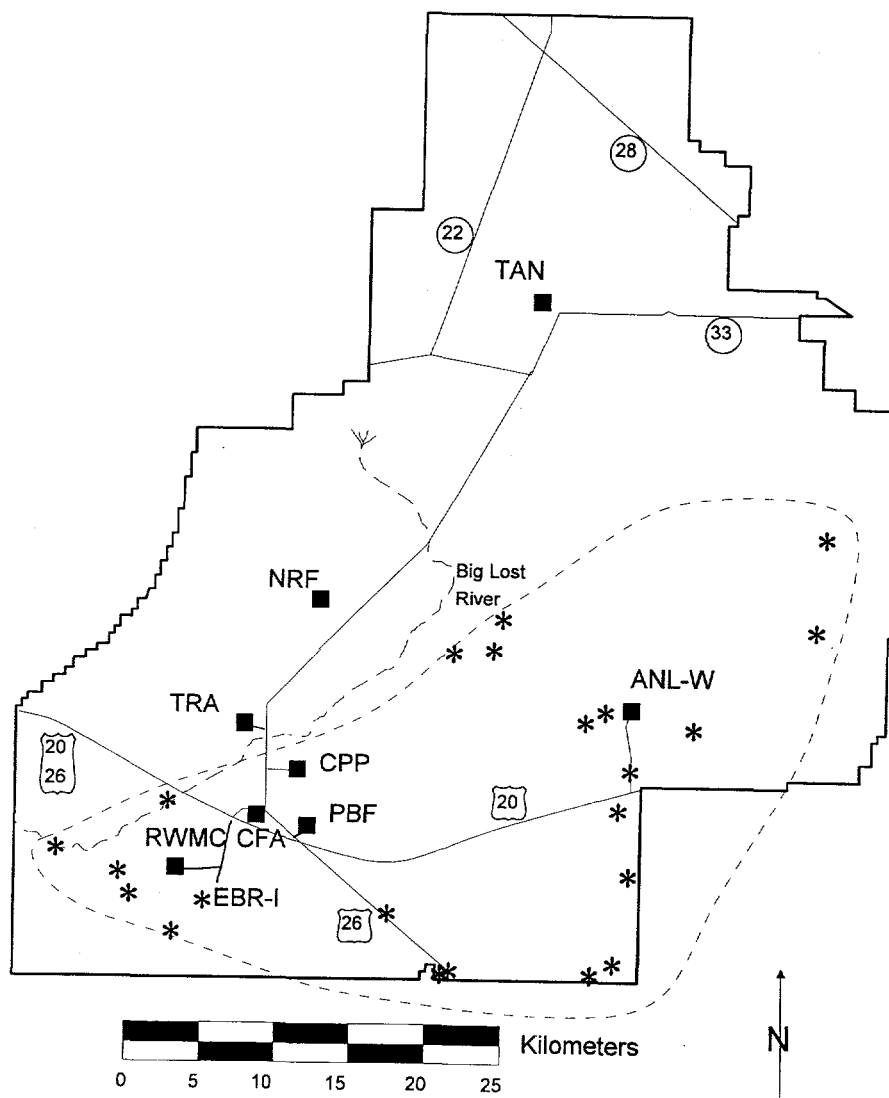 28
22
TAN
33
Big Lost
River
NRF
ANL-W
TRA
20
26
CPP
20
PBF
RWMC CFA
EBR-I
26
Kilometers
N
0 5 10 15 20 25